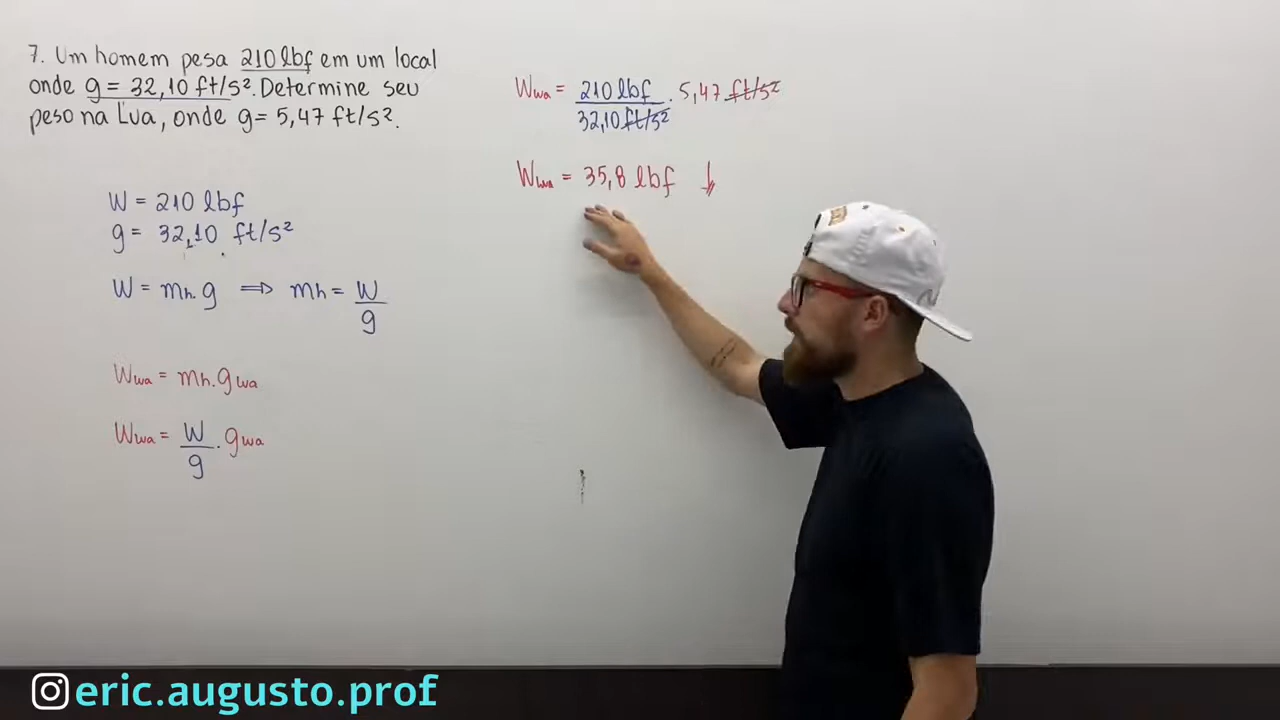 7. Um homem pesa 210 lbf em um local
onde g = 32,10 ft/s². Determine seu
peso na Lua, onde g = 5,47 ft/s².
W = 210 lbf
g = 32,10 ft/s²
W = mh.g ⟹ mh = W/g
Wlua = mh.glua
Wlua = W/g . glua
Wlua = 210 lbf/32,10 ft/s² . 5,47 ft/s²
Wlua = 35,8 lbf
eric.augusto.prof